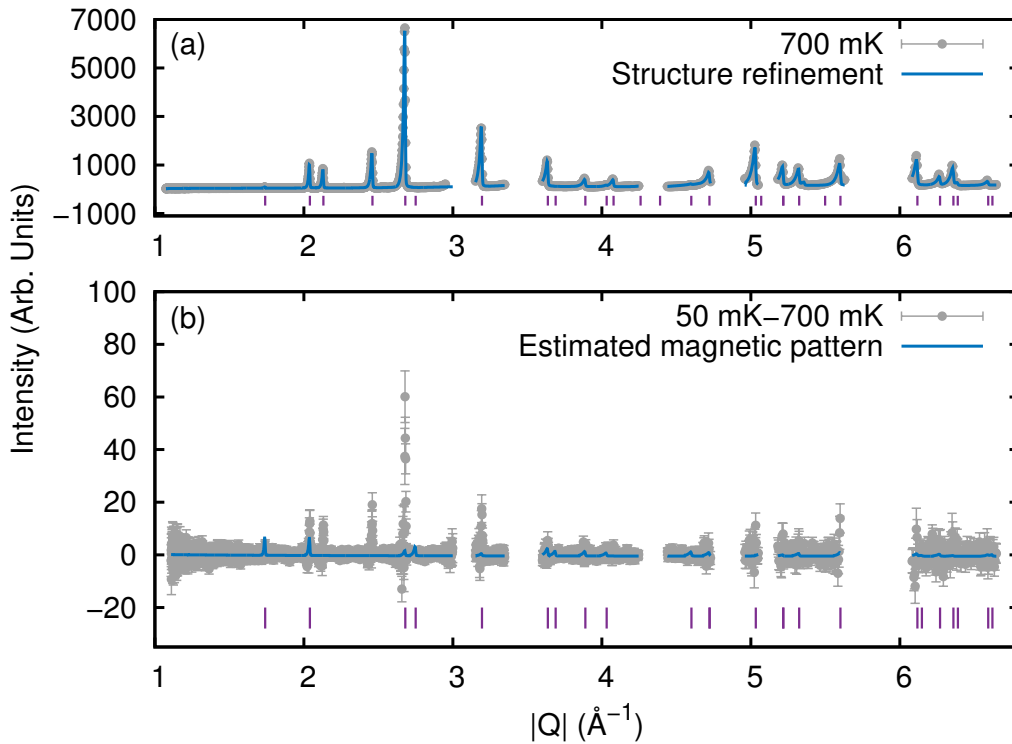 (a)
700 mK
Structure refinement
7000
5000
3000
1000
−1000
1 2 3 4 5 6
Intensity (Arb. Units)
(b)
50 mK−700 mK
Estimated magnetic pattern
100
80
60
40
20
0
−20
1 2 3 4 5 6
|Q| (Å⁻¹)